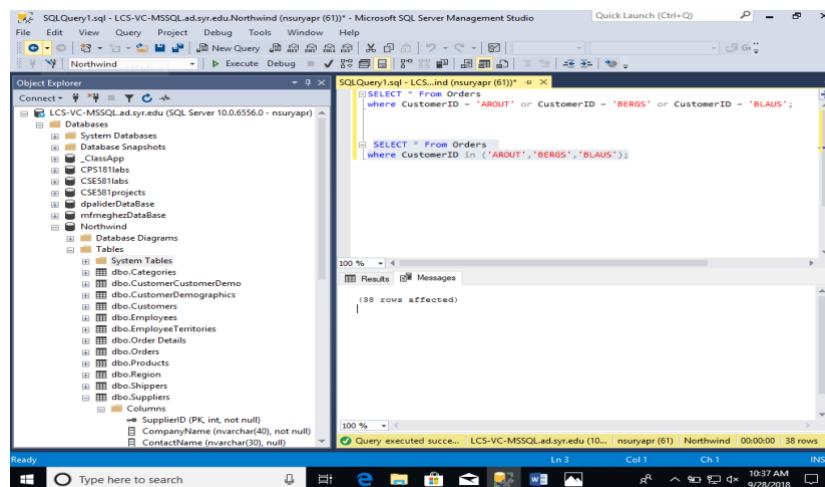 SQLQuery1.sql - LCS-VC-MSSQL.ad.syr.edu.Northwind (nsuryapr (61))* - Microsoft SQL Server Management Studio
Quick Launch (Ctrl+Q)
File Edit View Query Project Debug Tools Window Help
New Query
Northwind
Execute Debug
Object Explorer
Connect
LCS-VC-MSSQL.ad.syr.edu (SQL Server 10.0.6556.0 - nsuryapr)
Databases
System Databases
Database Snapshots
_ClassApp
CPS181labs
CSE581labs
CSE581projects
dpaliderDataBase
mfmeghezDataBase
Northwind
Database Diagrams
Tables
System Tables
dbo.Categories
dbo.CustomerCustomerDemo
dbo.CustomerDemographics
dbo.Customers
dbo.Employees
dbo.EmployeeTerritories
dbo.Order Details
dbo.Orders
dbo.Products
dbo.Region
dbo.Shippers
dbo.Suppliers
Columns
SupplierID (PK, int, not null)
CompanyName (nvarchar(40), not null)
ContactName (nvarchar(30), null)
SQLQuery1.sql - LCS...ind (nsuryapr (61))*
SELECT * From Orders
where CustomerID = 'AROUT' or CustomerID = 'BERGS' or CustomerID = 'BLAUS';
SELECT * From Orders
where CustomerID in ('AROUT','BERGS','BLAUS');
100 %
Results Messages
(38 rows affected)
100 %
Query executed succe... LCS-VC-MSSQL.ad.syr.edu (10... nsuryapr (61) Northwind 00:00:00 38 rows
Ready Ln 3 Col 1 Ch 1 INS
Type here to search
10:37 AM
9/28/2018